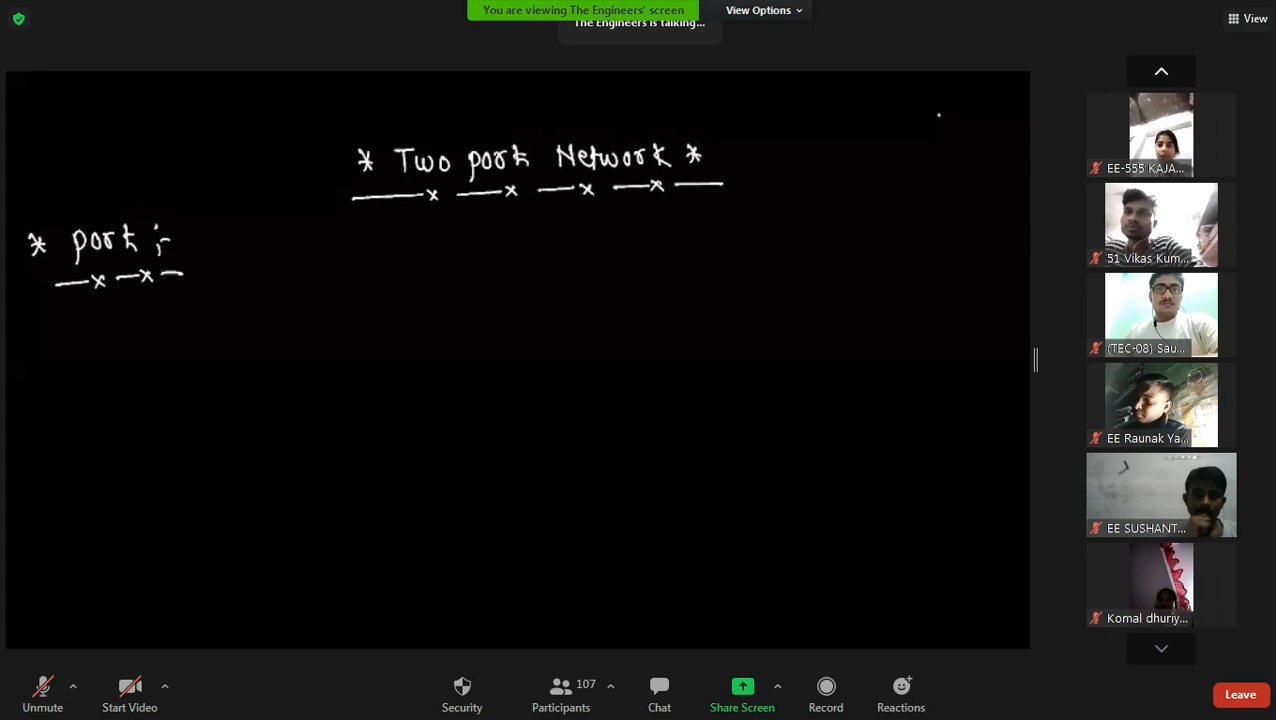 You are viewing The Engineers' screen
View Options
The Engineers is talking...
View
* Two port Network *
* port :-
EE-555 KAJA...
51 Vikas Kum...
(TEC-08) Sau...
EE Raunak Ya...
EE SUSHANT...
Komal dhuriy...
Unmute
Start Video
Security
Participants
107
Chat
Share Screen
Record
Reactions
Leave